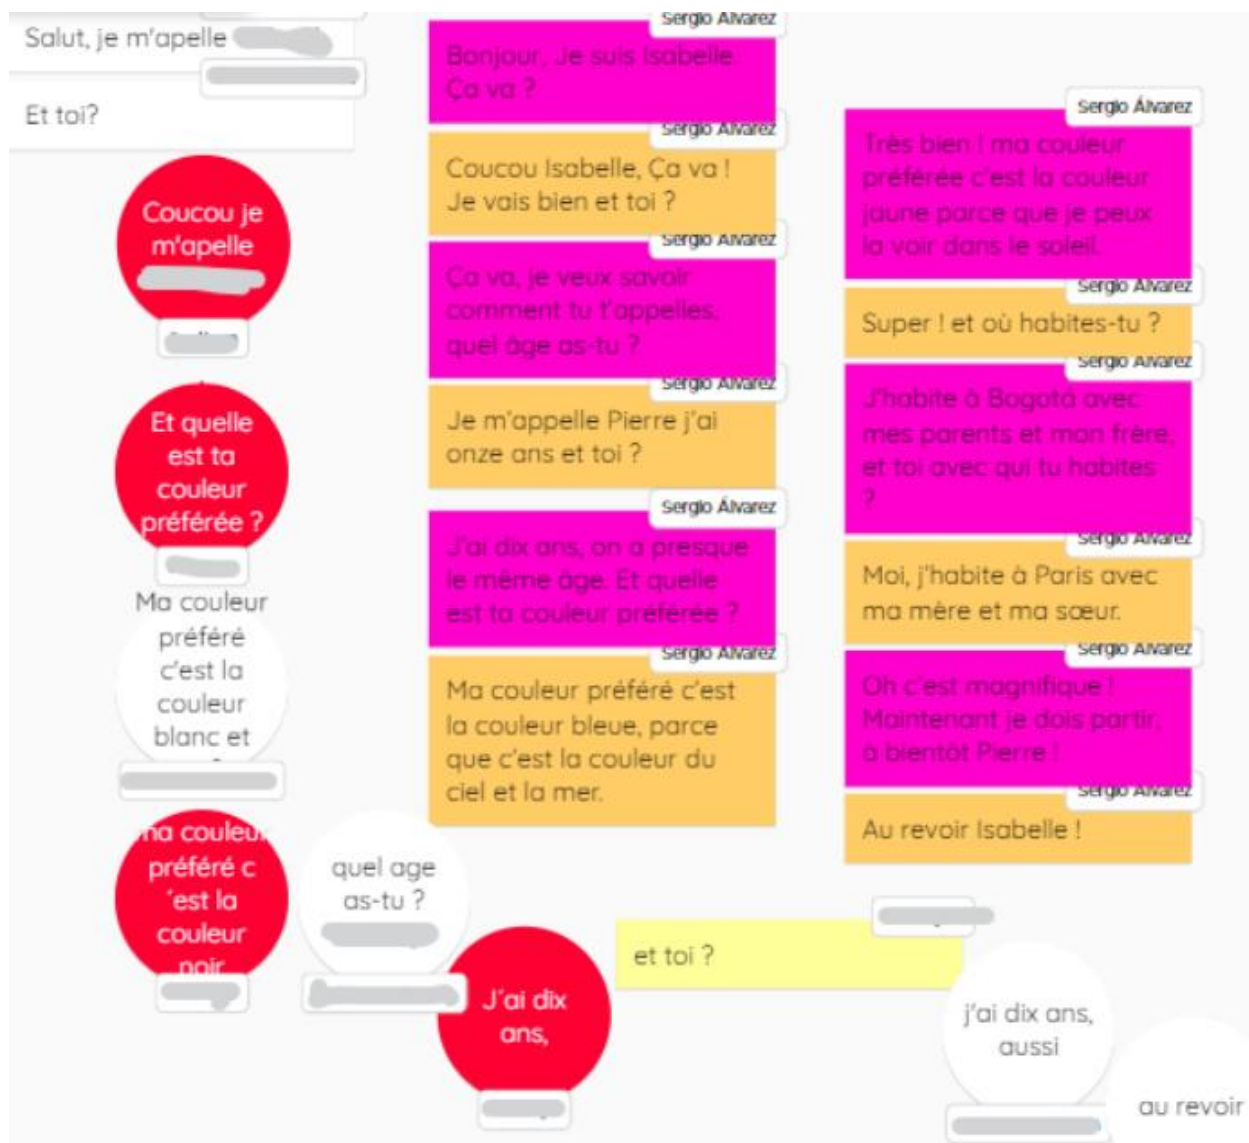 Salut, je m'apelle
Et toi?
Coucou je
m'apelle
Et quelle
est ta
couleur
préférée ?
Ma couleur
préféré
c'est la
couleur
blanc et
ma couleur
préféré c
´est la
couleur
noir
quel age
as-tu ?
J´ai dix
ans,
et toi ?
j'ai dix ans,
aussi
au revoir
Sergio Álvarez
Bonjour, Je suis Isabelle.
Ça va ?
Sergio Álvarez
Coucou Isabelle, Ça va !
Je vais bien et toi ?
Sergio Álvarez
Ça va, je veux savoir
comment tu t'appelles,
quel âge as-tu ?
Sergio Álvarez
Je m'appelle Pierre j'ai
onze ans et toi ?
Sergio Álvarez
J'ai dix ans, on a presque
le même âge. Et quelle
est ta couleur préférée ?
Sergio Álvarez
Ma couleur préféré c'est
la couleur bleue, parce
que c'est la couleur du
ciel et la mer.
Sergio Álvarez
Très bien ! ma couleur
préférée c'est la couleur
jaune parce que je peux
la voir dans le soleil.
Sergio Álvarez
Super ! et où habites-tu ?
Sergio Álvarez
J'habite à Bogotá avec
mes parents et mon frère,
et toi avec qui tu habites
?
Sergio Álvarez
Moi, j'habite à Paris avec
ma mère et ma sœur.
Sergio Álvarez
Oh c'est magnifique !
Maintenant je dois partir,
à bientôt Pierre !
Sergio Álvarez
Au revoir Isabelle !